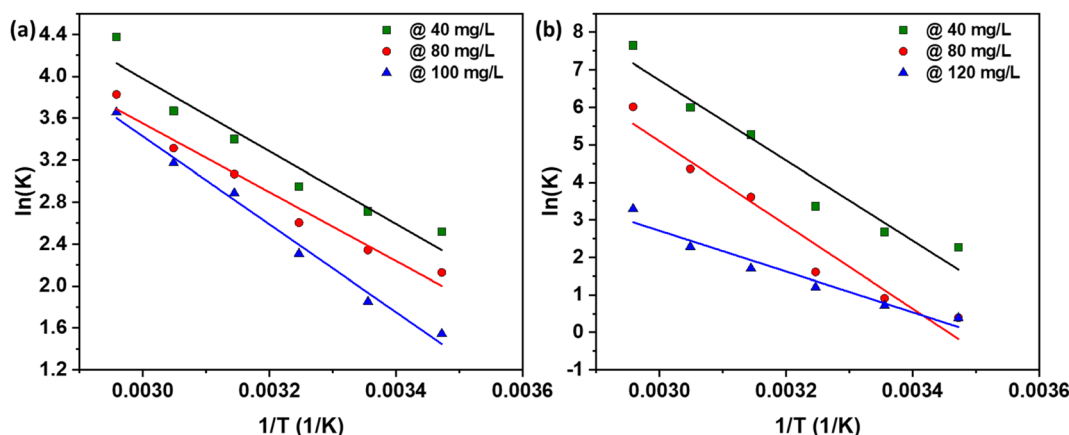 (a)
@ 40 mg/L
@ 80 mg/L
@ 100 mg/L
ln(K)
4.4
4.0
3.6
3.2
2.8
2.4
2.0
1.6
1.2
0.0030 0.0032 0.0034 0.0036
1/T (1/K)
(b)
@ 40 mg/L
@ 80 mg/L
@ 120 mg/L
ln(K)
8
7
6
5
4
3
2
1
0
-1
0.0030 0.0032 0.0034 0.0036
1/T (1/K)